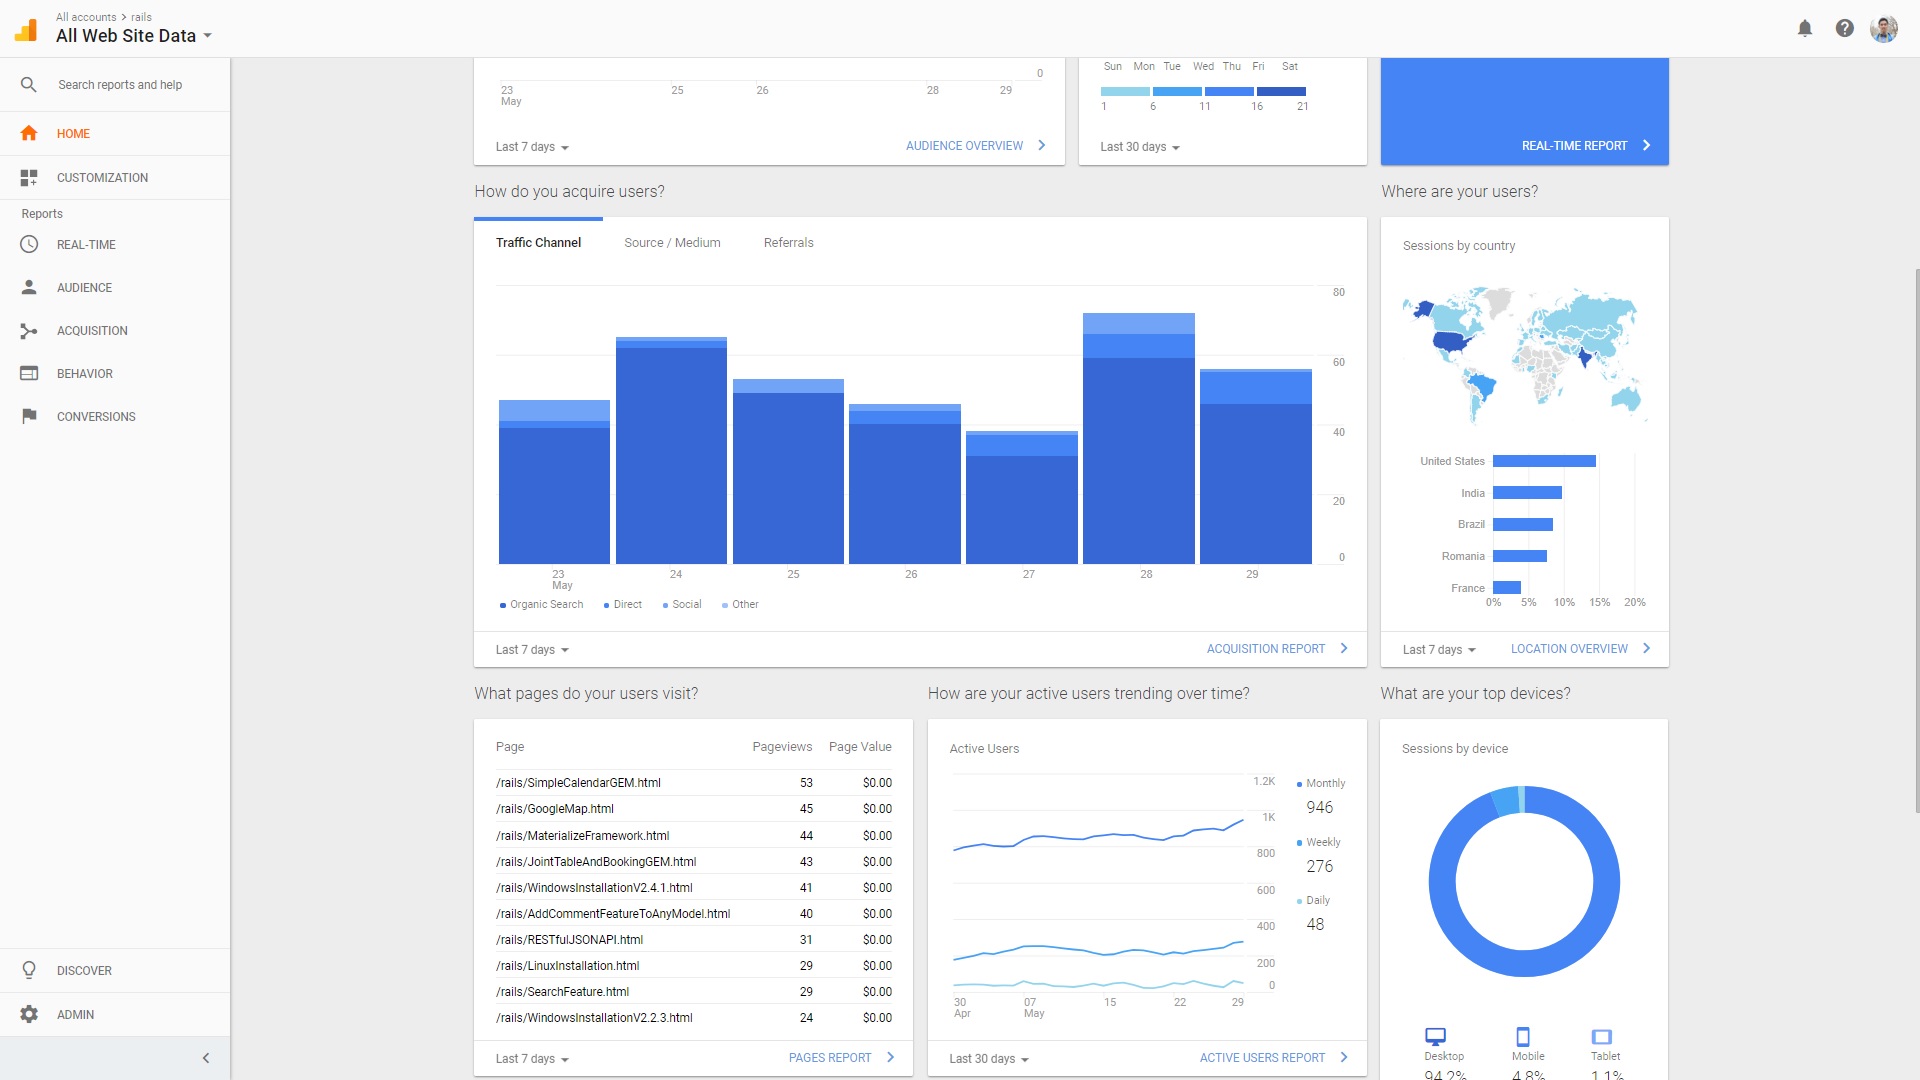 All accounts > rails
All Web Site Data
Search reports and help
HOME
CUSTOMIZATION
Reports
REAL-TIME
AUDIENCE
ACQUISITION
BEHAVIOR
CONVERSIONS
DISCOVER
ADMIN
0
23 25 26 28 29
May
Last 7 days
AUDIENCE OVERVIEW
Sun Mon Tue Wed Thu Fri Sat
1 6 11 16 21
Last 30 days
REAL-TIME REPORT
How do you acquire users?
Traffic Channel Source / Medium Referrals
80
60
40
20
0
23 24 25 26 27 28 29
May
Organic Search Direct Social Other
Last 7 days
ACQUISITION REPORT
Where are your users?
Sessions by country
United States
India
Brazil
Romania
France
0% 5% 10% 15% 20%
Last 7 days
LOCATION OVERVIEW
What pages do your users visit?
Page Pageviews Page Value
/rails/SimpleCalendarGEM.html 53 $0.00
/rails/GoogleMap.html 45 $0.00
/rails/MaterializeFramework.html 44 $0.00
/rails/JointTableAndBookingGEM.html 43 $0.00
/rails/WindowsInstallationV2.4.1.html 41 $0.00
/rails/AddCommentFeatureToAnyModel.html 40 $0.00
/rails/RESTfulJSONAPI.html 31 $0.00
/rails/LinuxInstallation.html 29 $0.00
/rails/SearchFeature.html 29 $0.00
/rails/WindowsInstallationV2.2.3.html 24 $0.00
Last 7 days
PAGES REPORT
How are your active users trending over time?
Active Users
1.2K
1K
800
600
400
200
0
30 07 15 22 29
Apr May
Monthly
946
Weekly
276
Daily
48
Last 30 days
ACTIVE USERS REPORT
What are your top devices?
Sessions by device
Desktop Mobile Tablet
94.2% 4.8% 1.1%